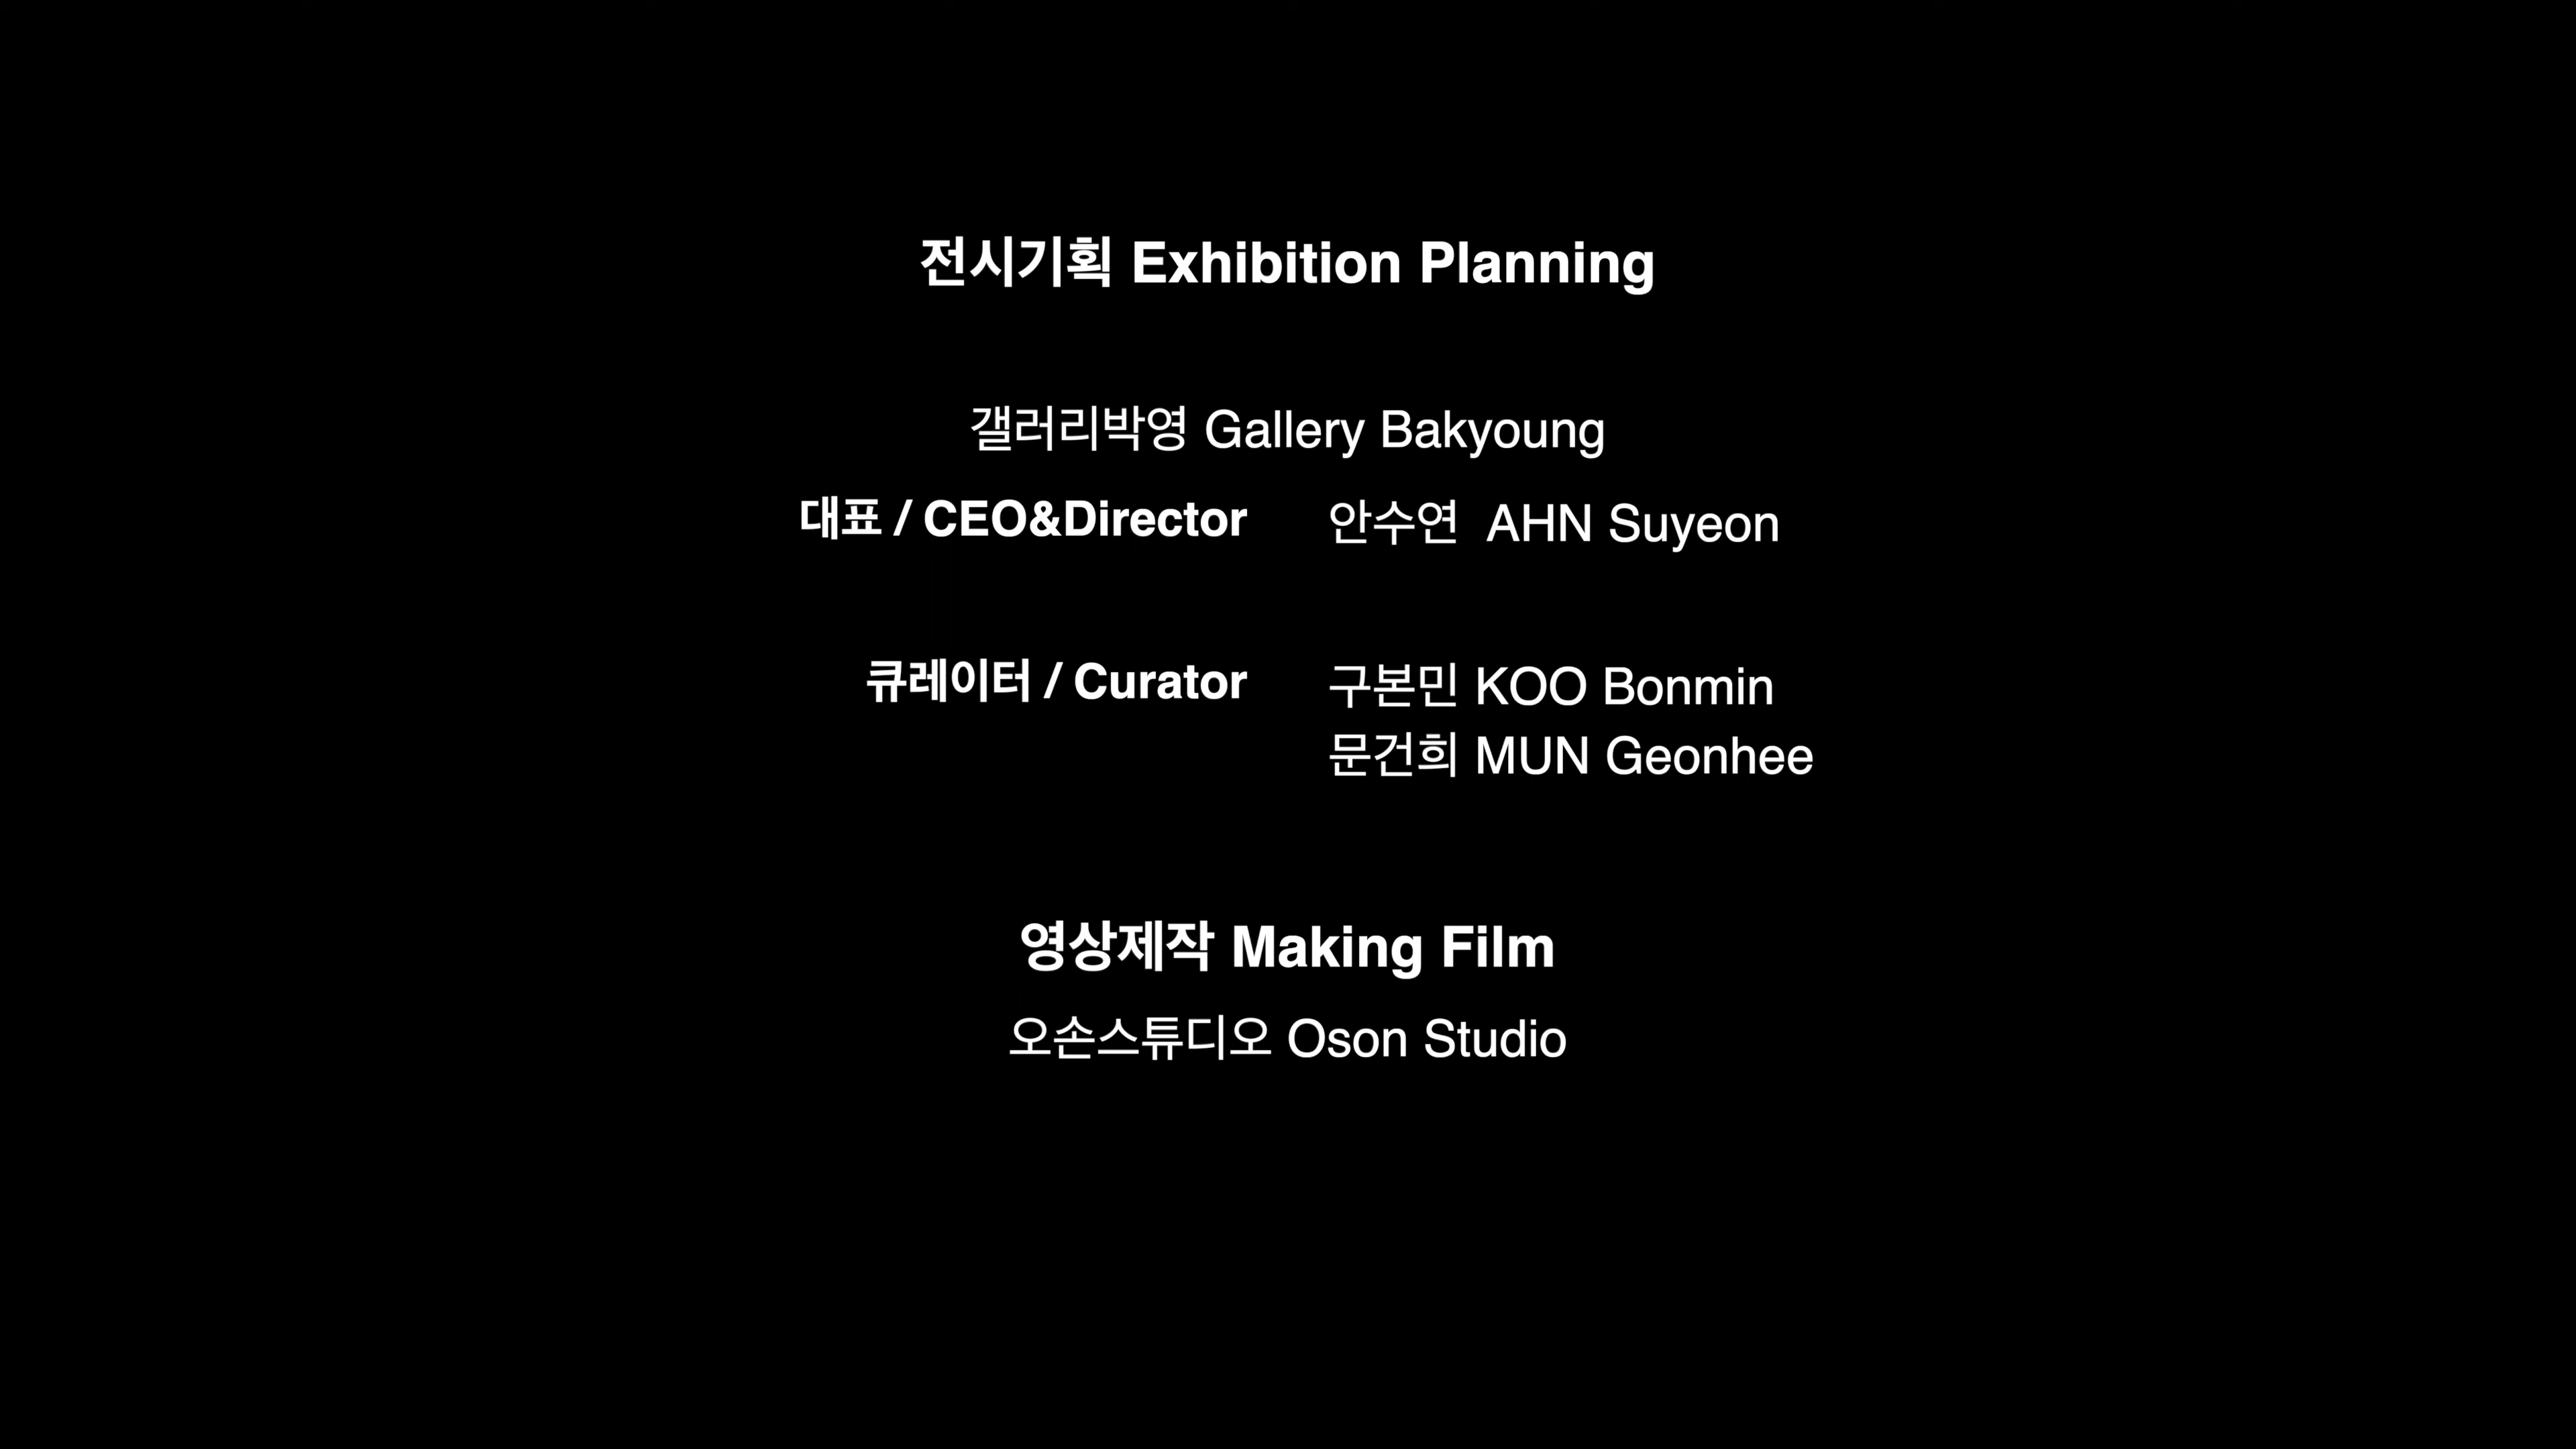 전시기획 Exhibition Planning
갤러리박영 Gallery Bakyoung
대표 / CEO&Director 안수연 AHN Suyeon
큐레이터 / Curator 구본민 KOO Bonmin
문건희 MUN Geonhee
영상제작 Making Film
오손스튜디오 Oson Studio